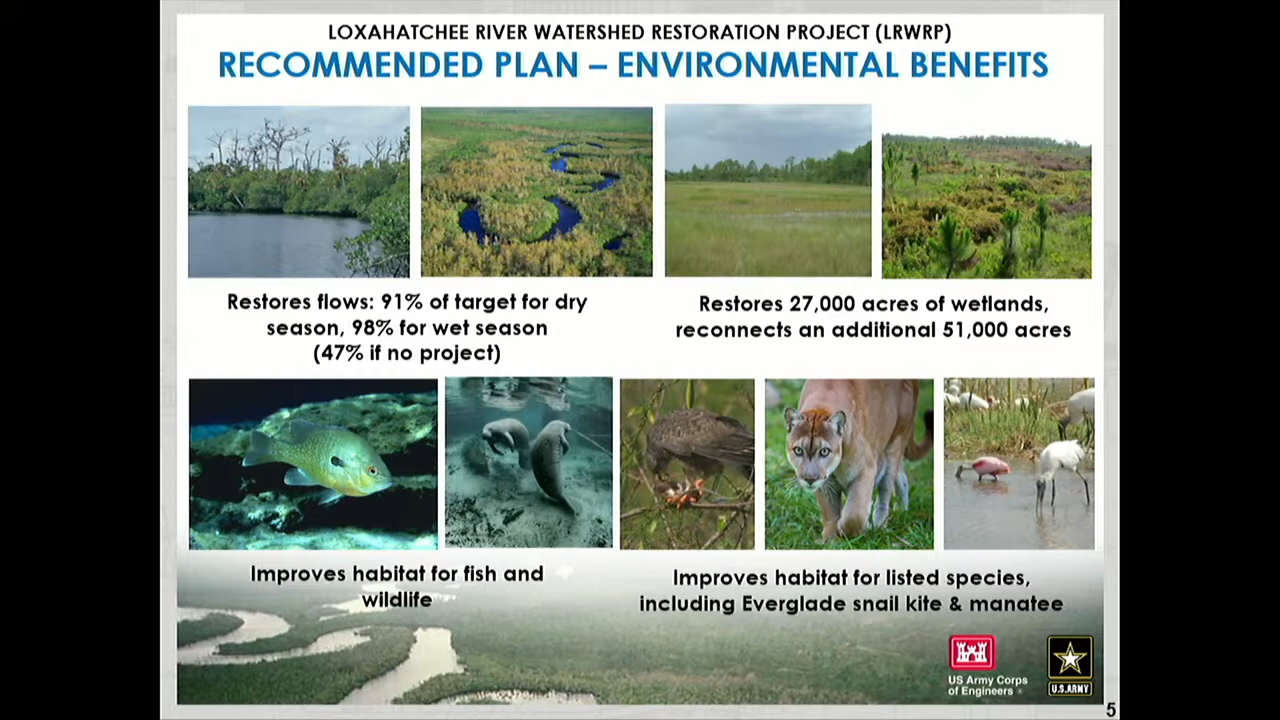 LOXAHATCHEE RIVER WATERSHED RESTORATION PROJECT (LRWRP)
RECOMMENDED PLAN – ENVIRONMENTAL BENEFITS
Restores flows: 91% of target for dry
season, 98% for wet season
(47% if no project)
Restores 27,000 acres of wetlands,
reconnects an additional 51,000 acres
Improves habitat for fish and
wildlife
Improves habitat for listed species,
including Everglade snail kite & manatee
US Army Corps
of Engineers
U.S. ARMY
5